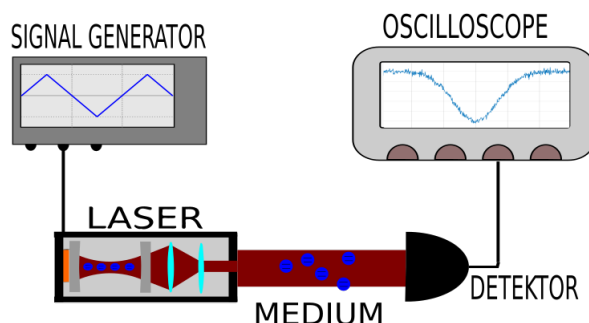 SIGNAL GENERATOR
OSCILLOSCOPE
LASER
DETEKTOR
MEDIUM